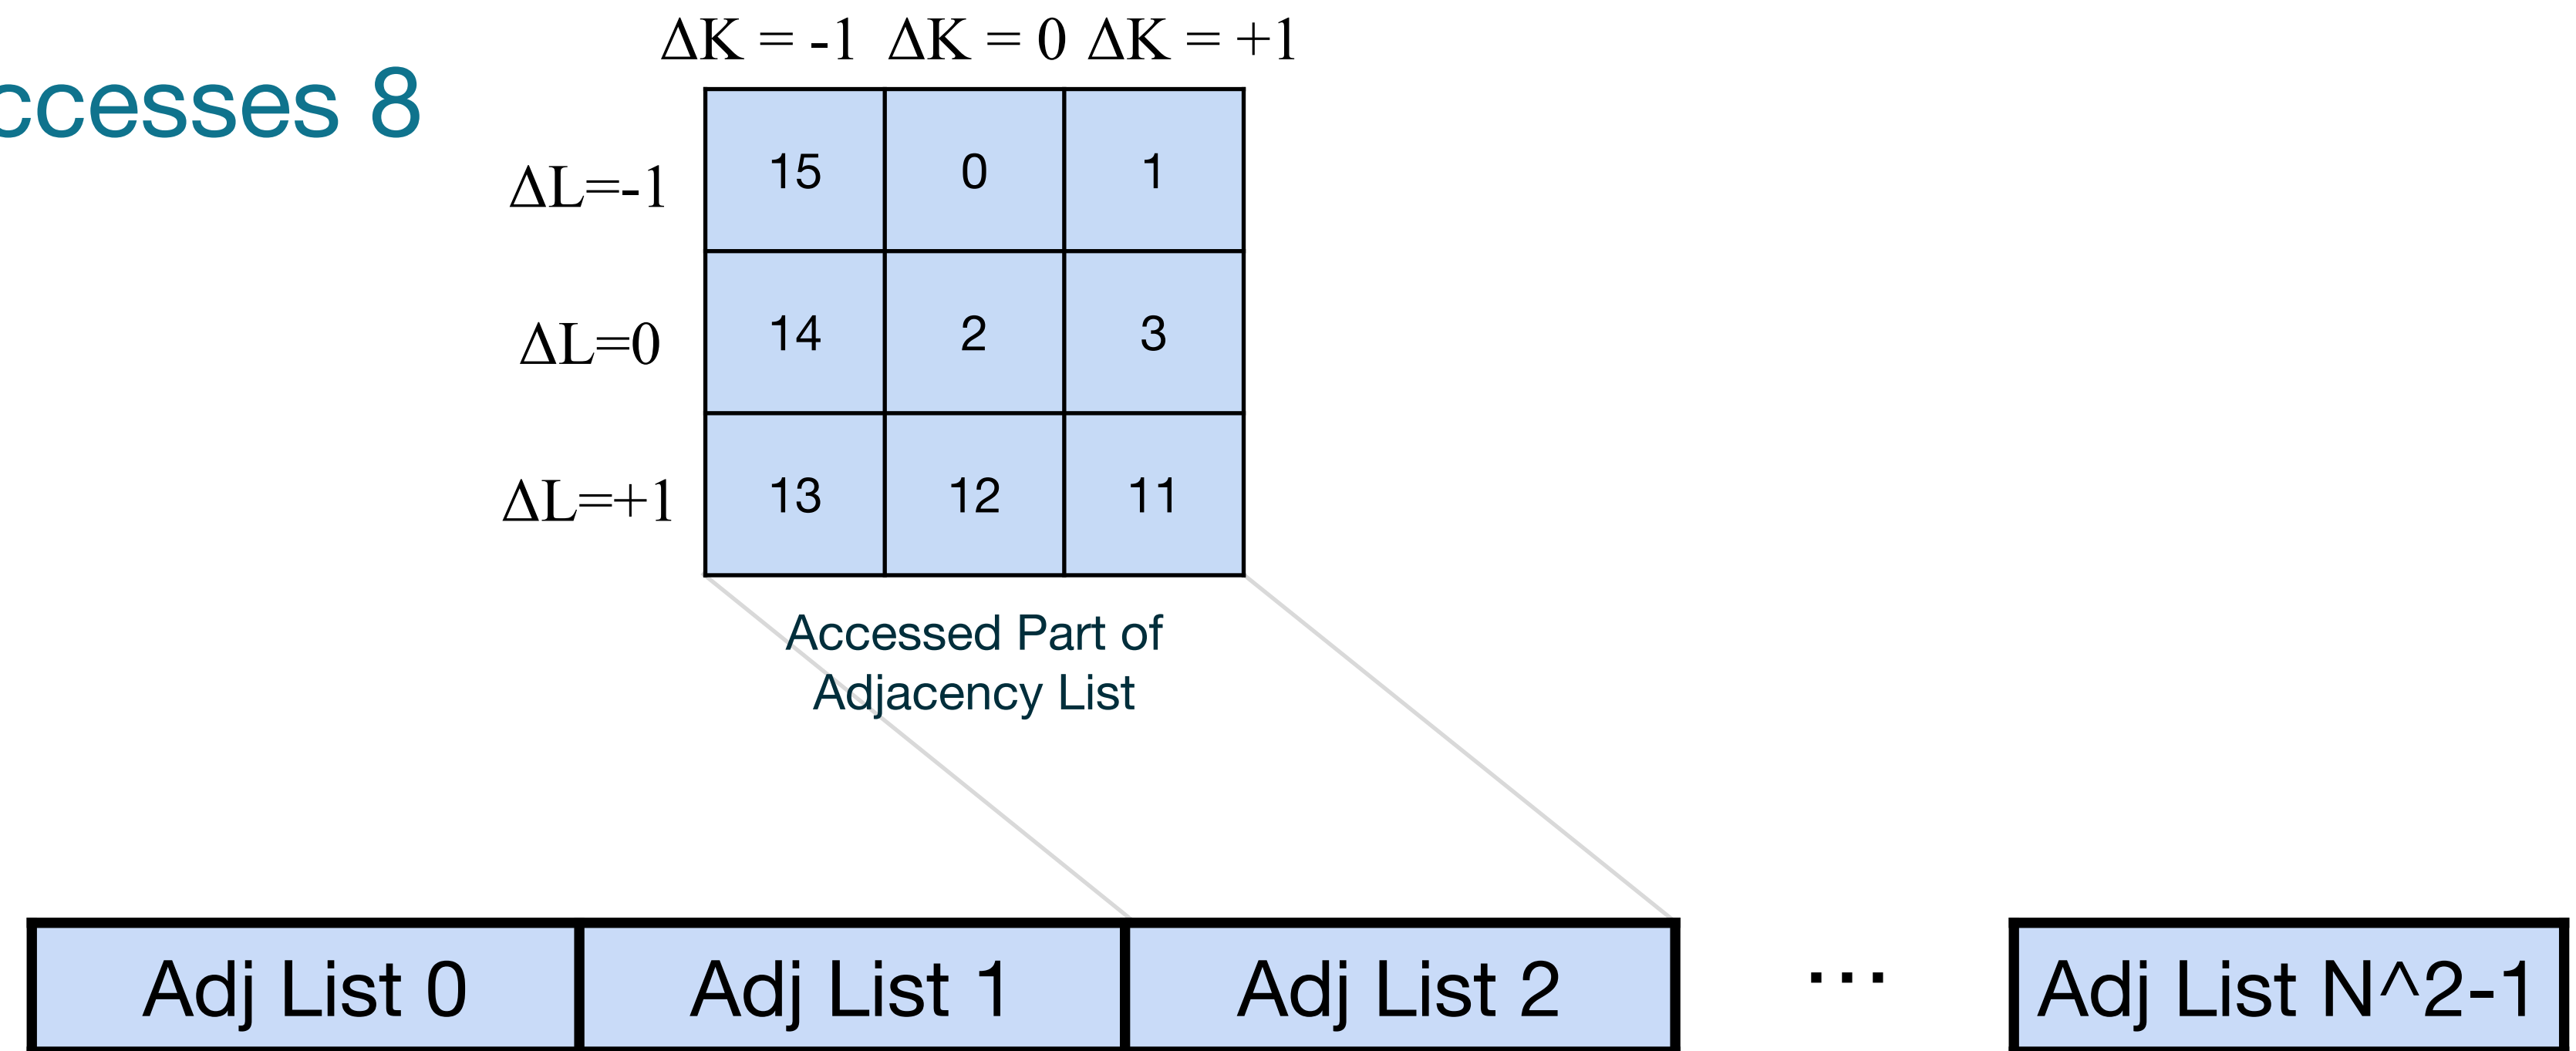 ΔK = -1 ΔK = 0 ΔK = +1
ccesses 8
ΔL=-1 15 0 1
ΔL=0 14 2 3
ΔL=+1 13 12 11
Accessed Part of
Adjacency List
Adj List 0 Adj List 1 Adj List 2 ... Adj List N^2-1